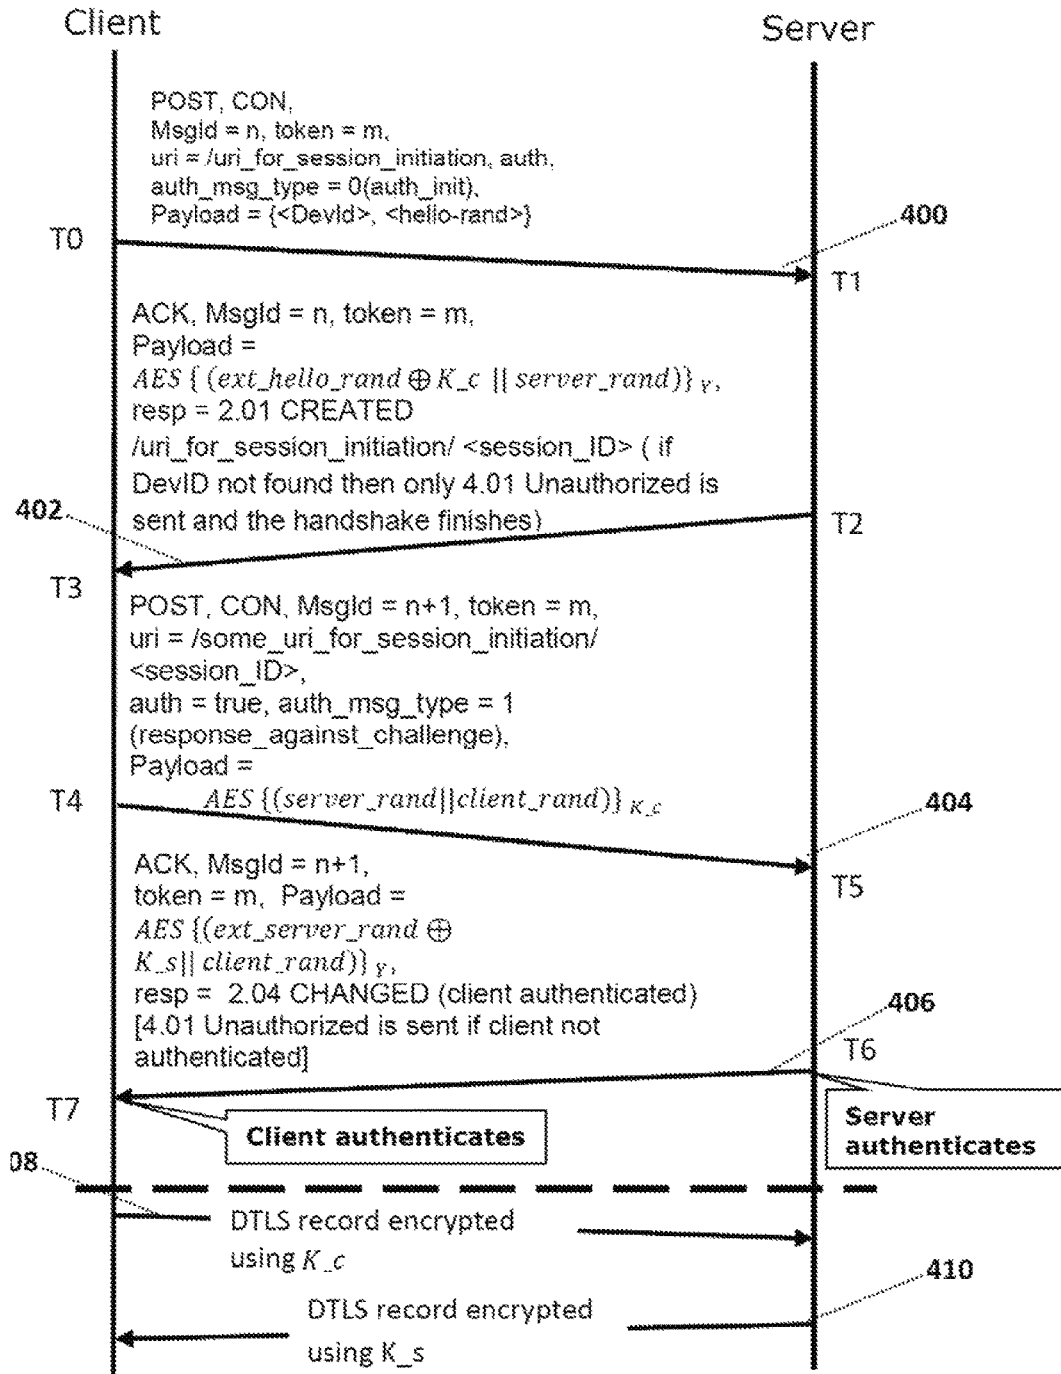 Client
Server
POST, CON,
MsgId = n, token = m,
uri = /uri_for_session_initiation, auth,
auth_msg_type = 0(auth_init),
Payload = {<DevId>, <hello-rand>}
400
T0
T1
ACK, MsgId = n, token = m,
Payload =
AES { (ext_hello_rand ⊕ K_c || server_rand)} Y,
resp = 2.01 CREATED
/uri_for_session_initiation/ <session_ID> ( if
DevID not found then only 4.01 Unauthorized is
sent and the handshake finishes)
402
T2
T3
POST, CON, MsgId = n+1, token = m,
uri = /some_uri_for_session_initiation/
<session_ID>,
auth = true, auth_msg_type = 1
(response_against_challenge),
Payload =
AES {(server_rand||client_rand)} K_c
T4
404
T5
ACK, MsgId = n+1,
token = m, Payload =
AES {(ext_server_rand ⊕
K_s|| client_rand)} Y,
resp = 2.04 CHANGED (client authenticated)
[4.01 Unauthorized is sent if client not
authenticated]
406
T6
T7
Client authenticates
Server
authenticates
08
DTLS record encrypted
using K_c
410
DTLS record encrypted
using K_s